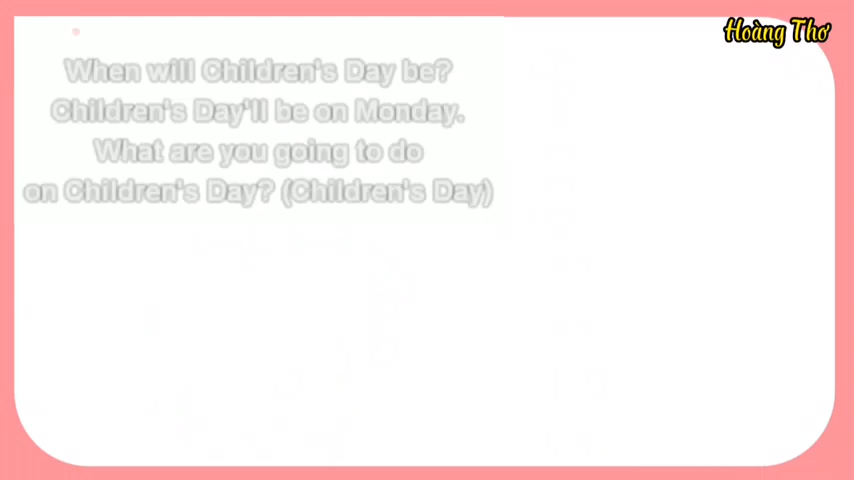 Hoàng Thơ
When will Children's Day be?
Children's Day'll be on Monday.
What are you going to do
on Children's Day? (Children's Day)